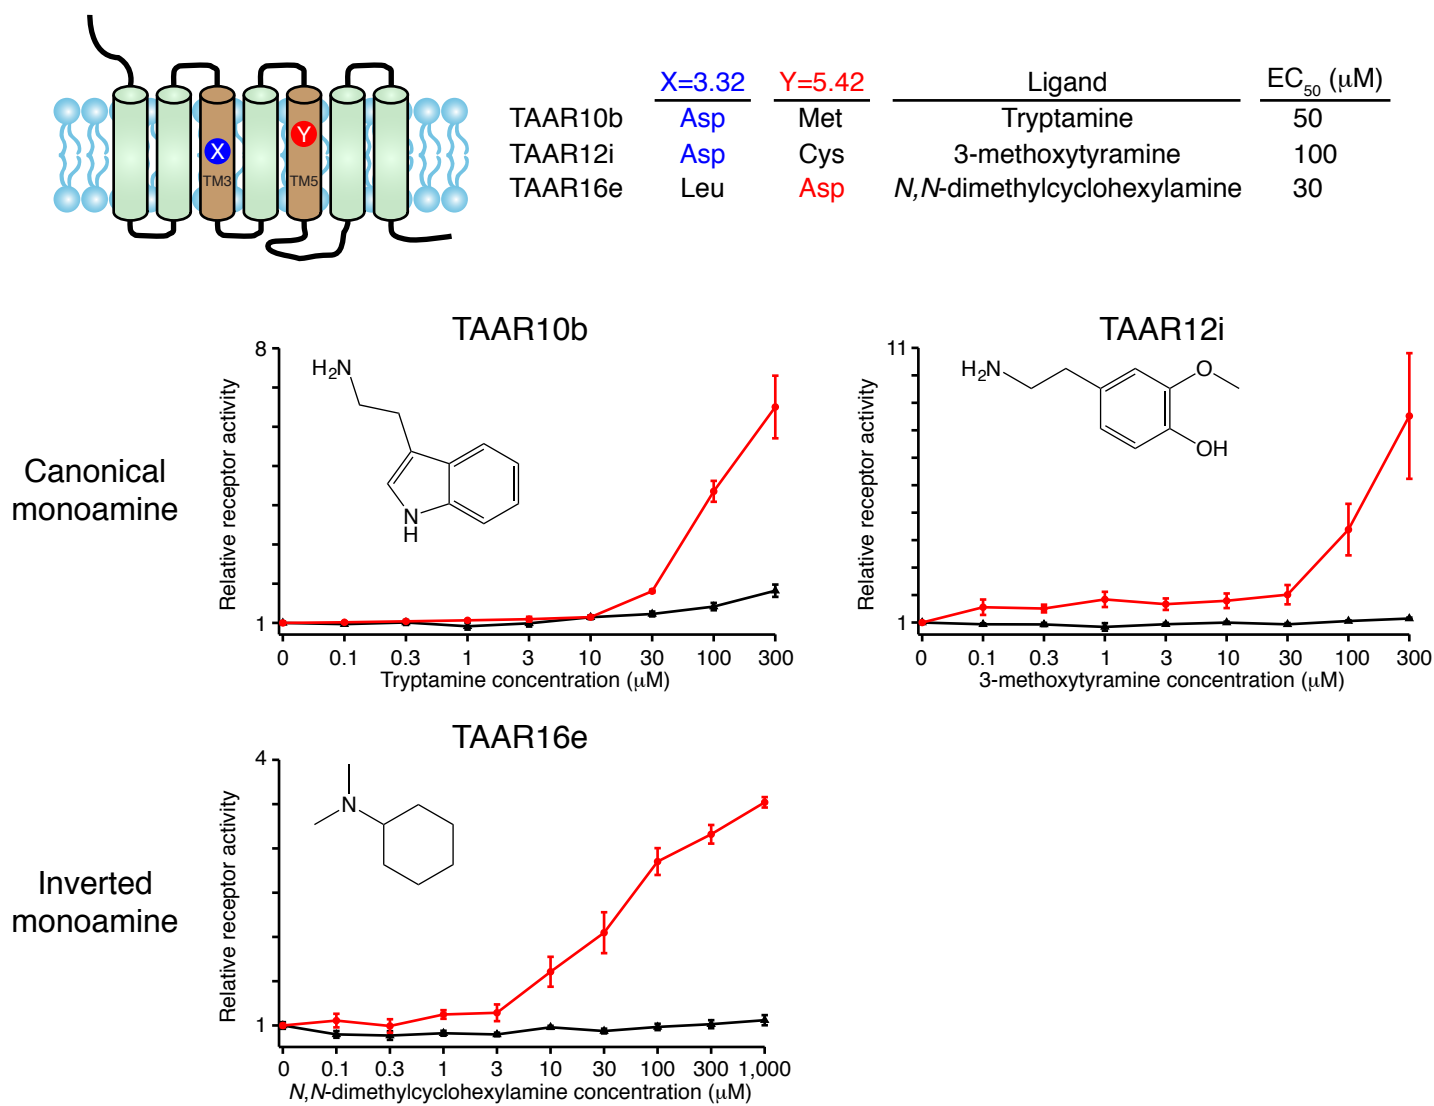 X=3.32 Y=5.42 Ligand EC50 (μM)
TAAR10b Asp Met Tryptamine 50
TAAR12i Asp Cys 3-methoxytyramine 100
TAAR16e Leu Asp N,N-dimethylcyclohexylamine 30
X Y
TM3 TM5
Canonical
monoamine
TAAR10b
Relative receptor activity
8
1
H2N
N
H
0 0.1 0.3 1 3 10 30 100 300
Tryptamine concentration (μM)
TAAR12i
Relative receptor activity
11
1
H2N
O
OH
0 0.1 0.3 1 3 10 30 100 300
3-methoxytyramine concentration (μM)
Inverted
monoamine
TAAR16e
Relative receptor activity
4
1
N
0 0.1 0.3 1 3 10 30 100 300 1,000
N,N-dimethylcyclohexylamine concentration (μM)